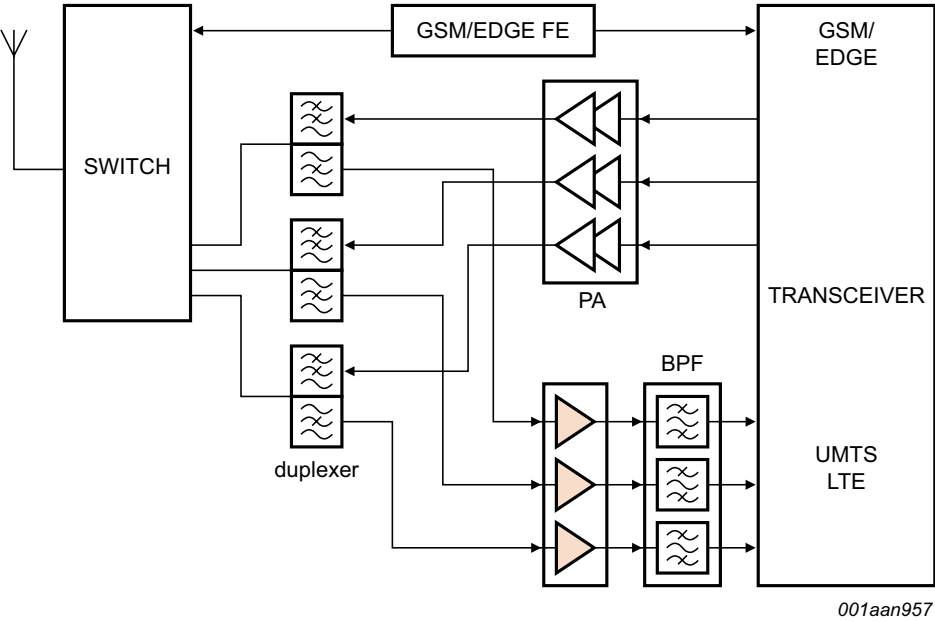 GSM/EDGE FE
GSM/
EDGE
SWITCH
PA
TRANSCEIVER
BPF
duplexer
UMTS
LTE
001aan957